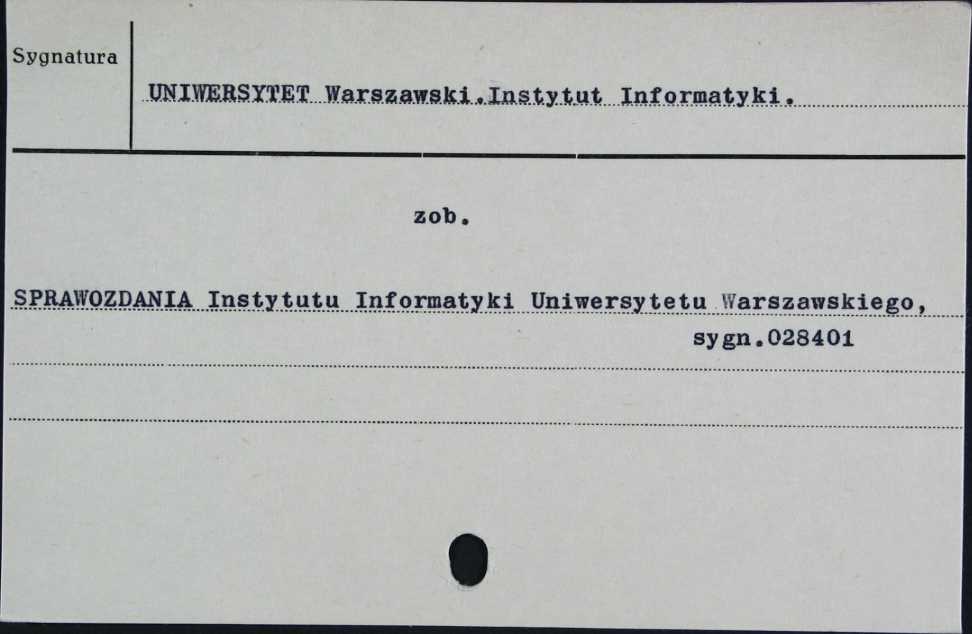 Sygnatura
UNIWERSYTET Warszawski.Instytut Informatyki.
zob.
SPRAWOZDANIA Instytutu Informatyki Uniwersytetu Warszawskiego,
sygn.028401